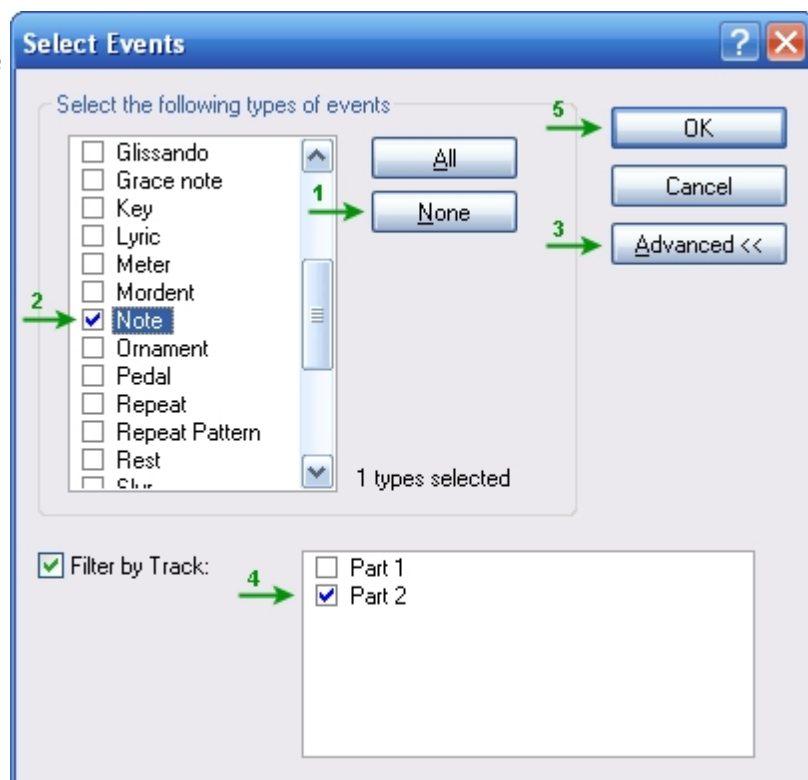 Select Events
Select the following types of events
Glissando
Grace note
Key
Lyric
Meter
Mordent
Note
Ornament
Pedal
Repeat
Repeat Pattern
Rest
Slur
1
2
All
None
1 types selected
5
OK
Cancel
3
Advanced <<
Filter by Track:
4
Part 1
Part 2